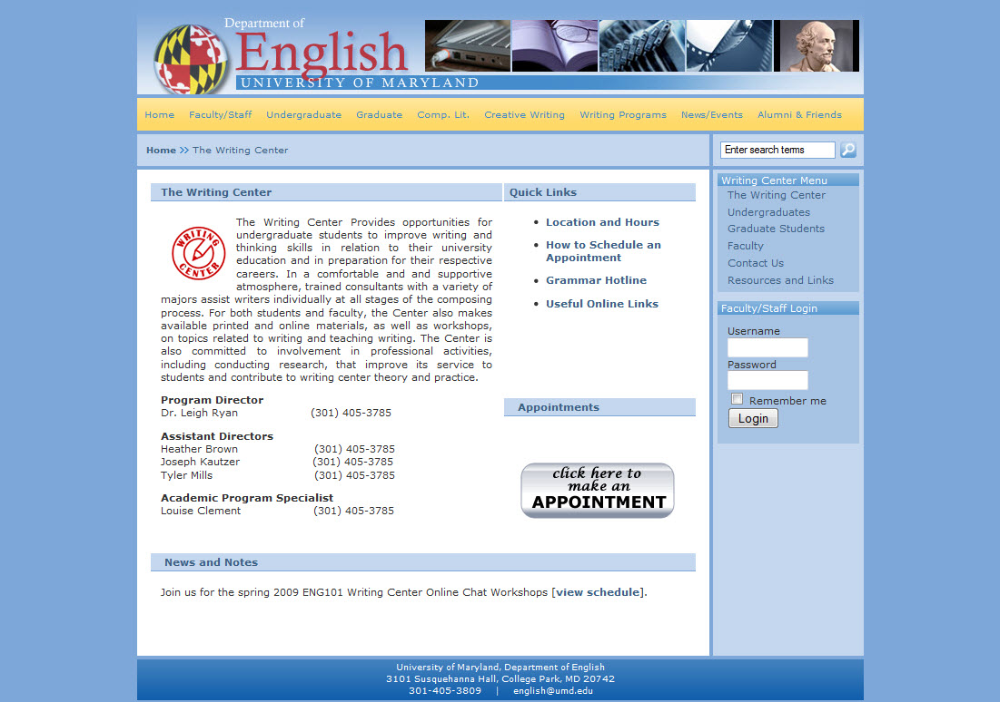 Department of
English
UNIVERSITY OF MARYLAND
Home Faculty/Staff Undergraduate Graduate Comp. Lit. Creative Writing Writing Programs News/Events Alumni & Friends
Home >> The Writing Center
Enter search terms
The Writing Center
WRITING CENTER
The Writing Center Provides opportunities for
undergraduate students to improve writing and
thinking skills in relation to their university
education and in preparation for their respective
careers. In a comfortable and and supportive
atmosphere, trained consultants with a variety of
majors assist writers individually at all stages of the composing
process. For both students and faculty, the Center also makes
available printed and online materials, as well as workshops,
on topics related to writing and teaching writing. The Center is
also committed to involvement in professional activities,
including conducting research, that improve its service to
students and contribute to writing center theory and practice.
Program Director
Dr. Leigh Ryan (301) 405-3785
Assistant Directors
Heather Brown (301) 405-3785
Joseph Kautzer (301) 405-3785
Tyler Mills (301) 405-3785
Academic Program Specialist
Louise Clement (301) 405-3785
Quick Links
Location and Hours
How to Schedule an
Appointment
Grammar Hotline
Useful Online Links
Appointments
click here to
make an
APPOINTMENT
News and Notes
Join us for the spring 2009 ENG101 Writing Center Online Chat Workshops [view schedule].
Writing Center Menu
The Writing Center
Undergraduates
Graduate Students
Faculty
Contact Us
Resources and Links
Faculty/Staff Login
Username
Password
Remember me
Login
University of Maryland, Department of English
3101 Susquehanna Hall, College Park, MD 20742
301-405-3809 | english@umd.edu